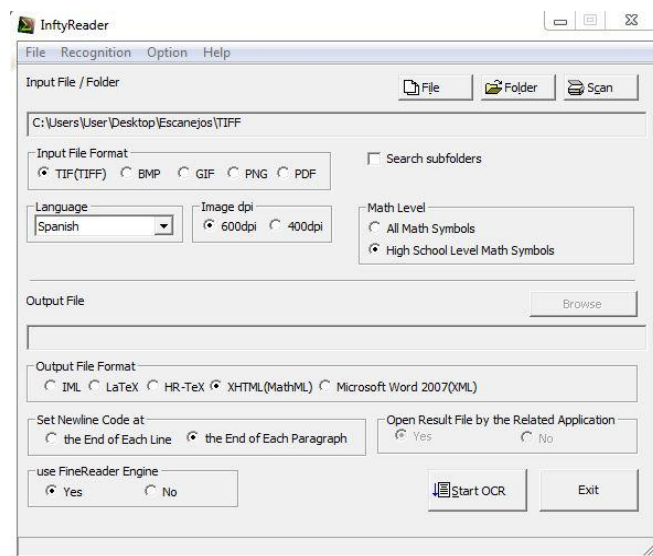 InftyReader
File Recognition Option Help
Input File / Folder
File Folder Scan
C:\Users\User\Desktop\Escanejos\TIFF
Input File Format
TIF(TIFF) BMP GIF PNG PDF
Search subfolders
Language
Spanish
Image dpi
600dpi 400dpi
Math Level
All Math Symbols
High School Level Math Symbols
Output File
Browse
Output File Format
IML LaTeX HR-TeX XHTML(MathML) Microsoft Word 2007(XML)
Set Newline Code at
the End of Each Line the End of Each Paragraph
Open Result File by the Related Application
Yes No
use FineReader Engine
Yes No
Start OCR
Exit